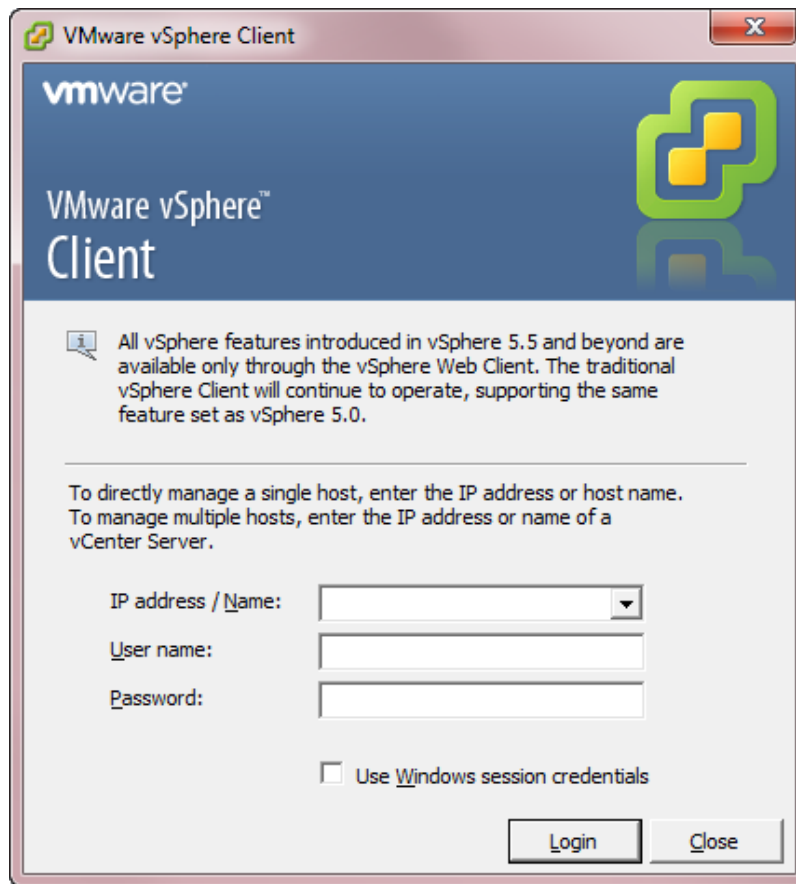 VMware vSphere Client
vmware®
VMware vSphere™
Client
All vSphere features introduced in vSphere 5.5 and beyond are
available only through the vSphere Web Client. The traditional
vSphere Client will continue to operate, supporting the same
feature set as vSphere 5.0.
To directly manage a single host, enter the IP address or host name.
To manage multiple hosts, enter the IP address or name of a
vCenter Server.
IP address / Name:
User name:
Password:
Use Windows session credentials
Login Close